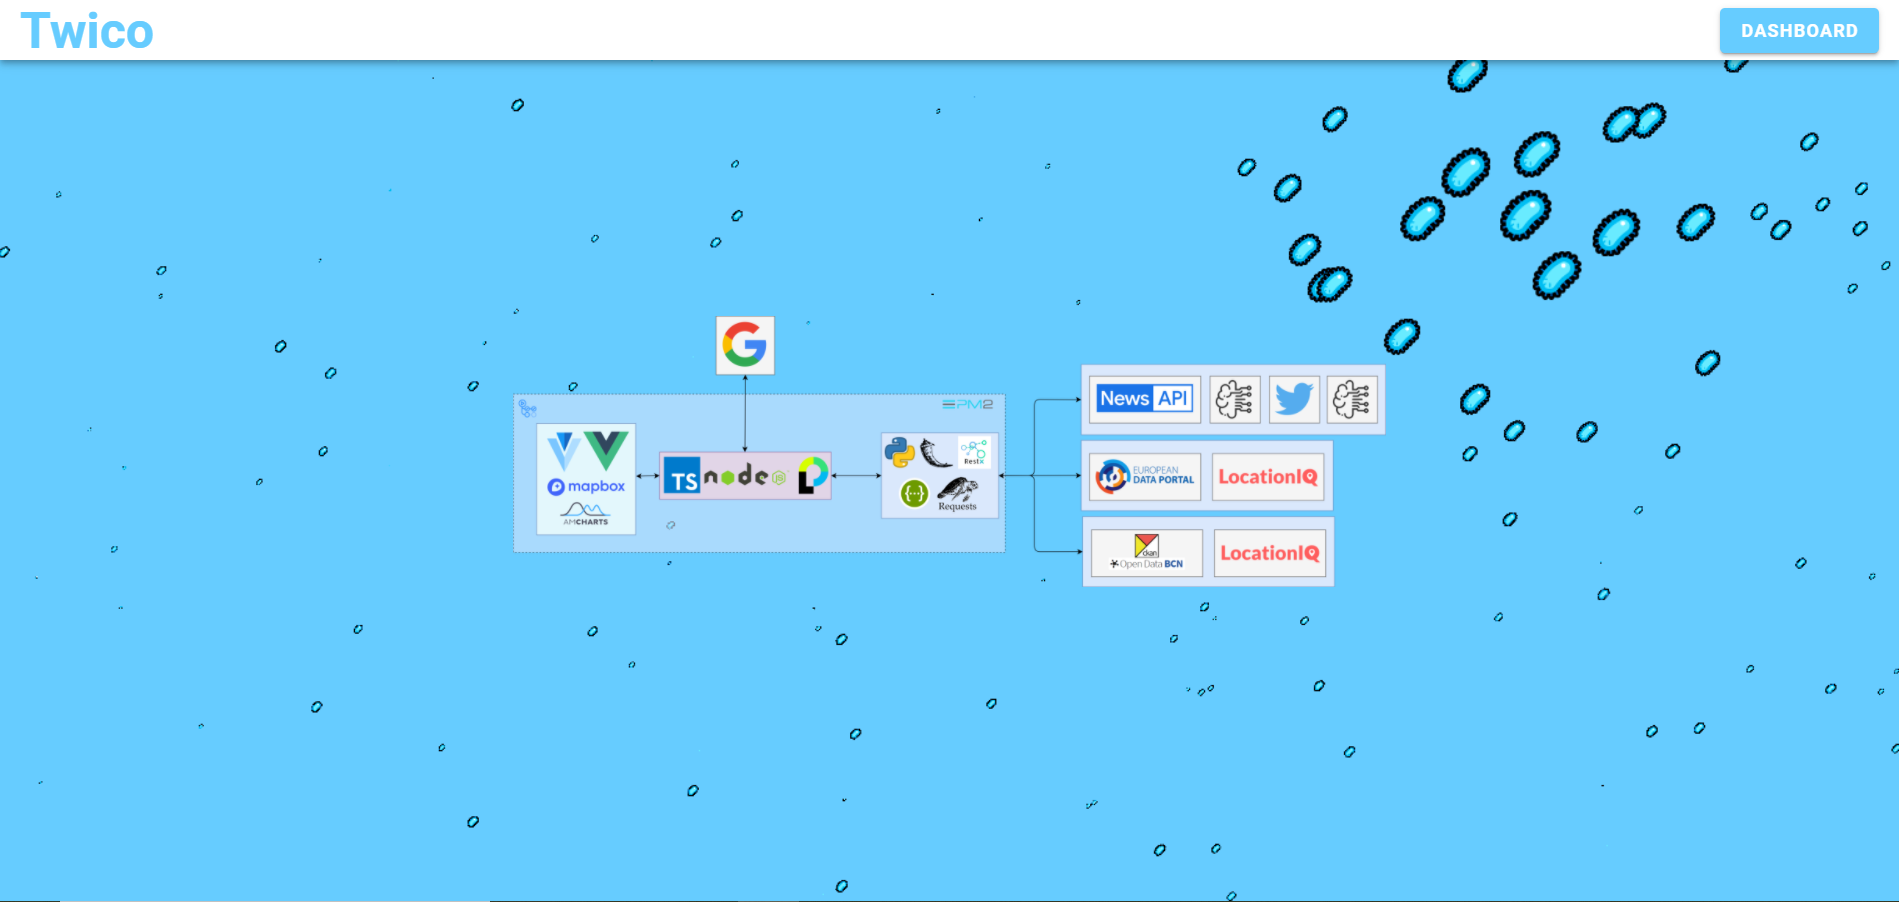 Twico
DASHBOARD
PM2
mapbox
AMCHARTS
TS
node
JS
RestX
{...}
Requests
News API
EUROPEAN
DATA PORTAL
LocationIQ
ckan
Open Data BCN
LocationIQ